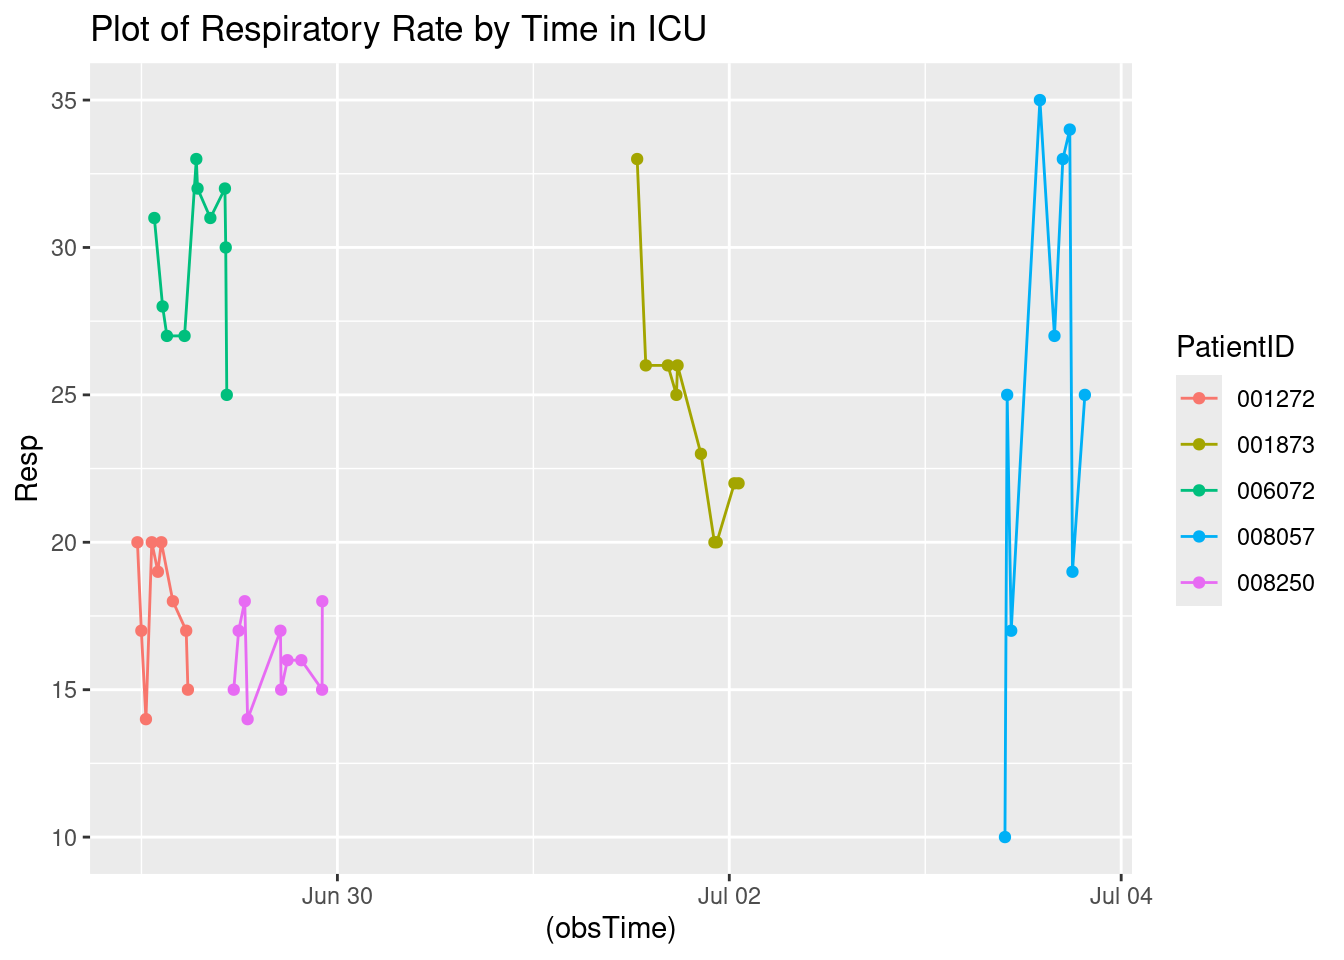 Plot of Respiratory Rate by Time in ICU
Resp
35
30
25
20
15
10
Jun 30
Jul 02
Jul 04
(obsTime)
PatientID
001272
001873
006072
008057
008250